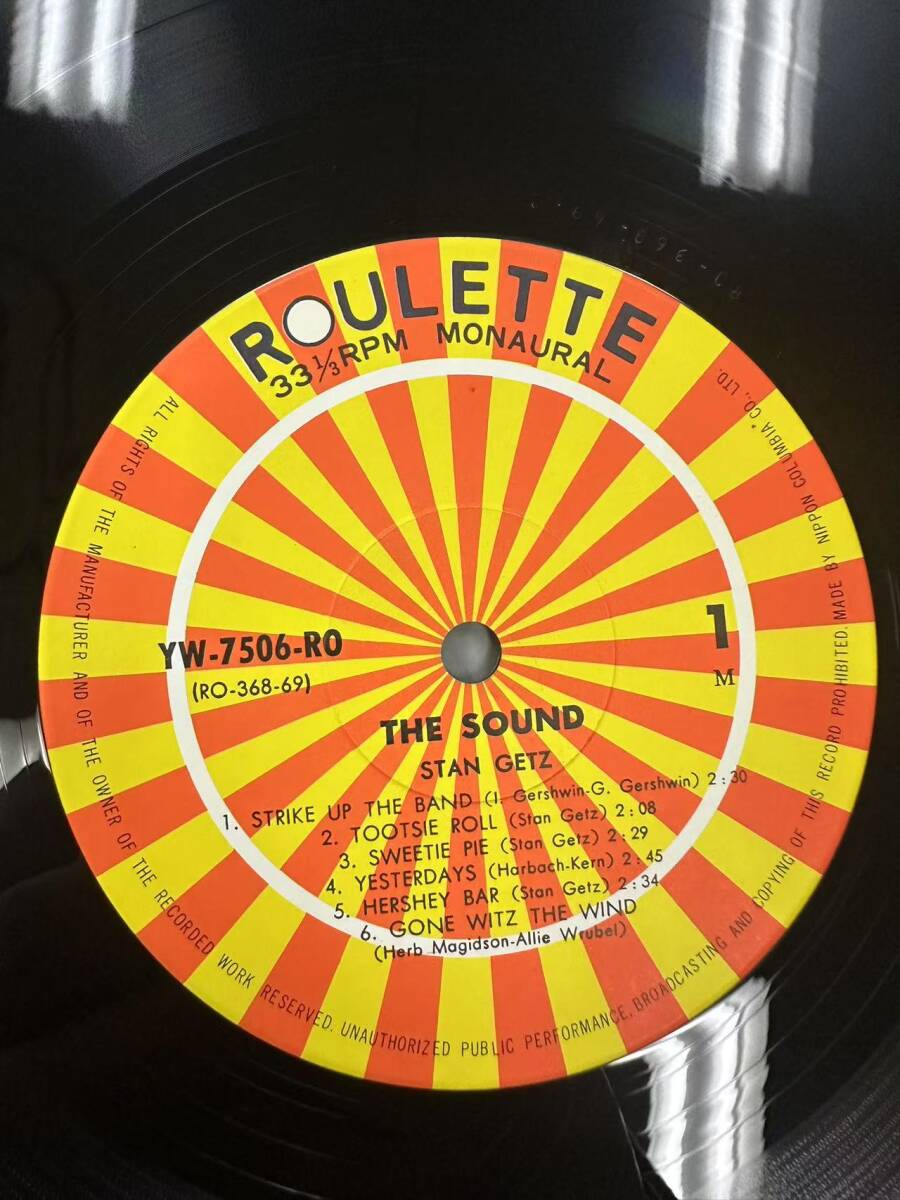 ROULETTE
33 1/3 RPM MONAURAL
YW-7506-RO
(RO-368-69)
1
M
THE SOUND
STAN GETZ
1. STRIKE UP THE BAND (I. Gershwin-G. Gershwin) 2:30
2. TOOTSIE ROLL (Stan Getz) 2:08
3. SWEETIE PIE (Stan Getz) 2:29
4. YESTERDAYS (Harbach-Kern) 2:45
5. HERSHEY BAR (Stan Getz) 2:34
6. GONE WITZ THE WIND
(Herb Magidson-Allie Wrubel)
ALL RIGHTS OF THE MANUFACTURER AND OF THE OWNER OF THE RECORDED WORK RESERVED. UNAUTHORIZED PUBLIC PERFORMANCE, BROADCASTING AND COPYING OF THIS RECORD PROHIBITED. MADE BY NIPPON COLUMBIA CO., LTD.